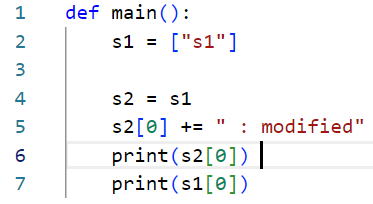 1 def main():
2     s1 = ["s1"]
3
4     s2 = s1
5     s2[0] += " : modified"
6     print(s2[0])
7     print(s1[0])